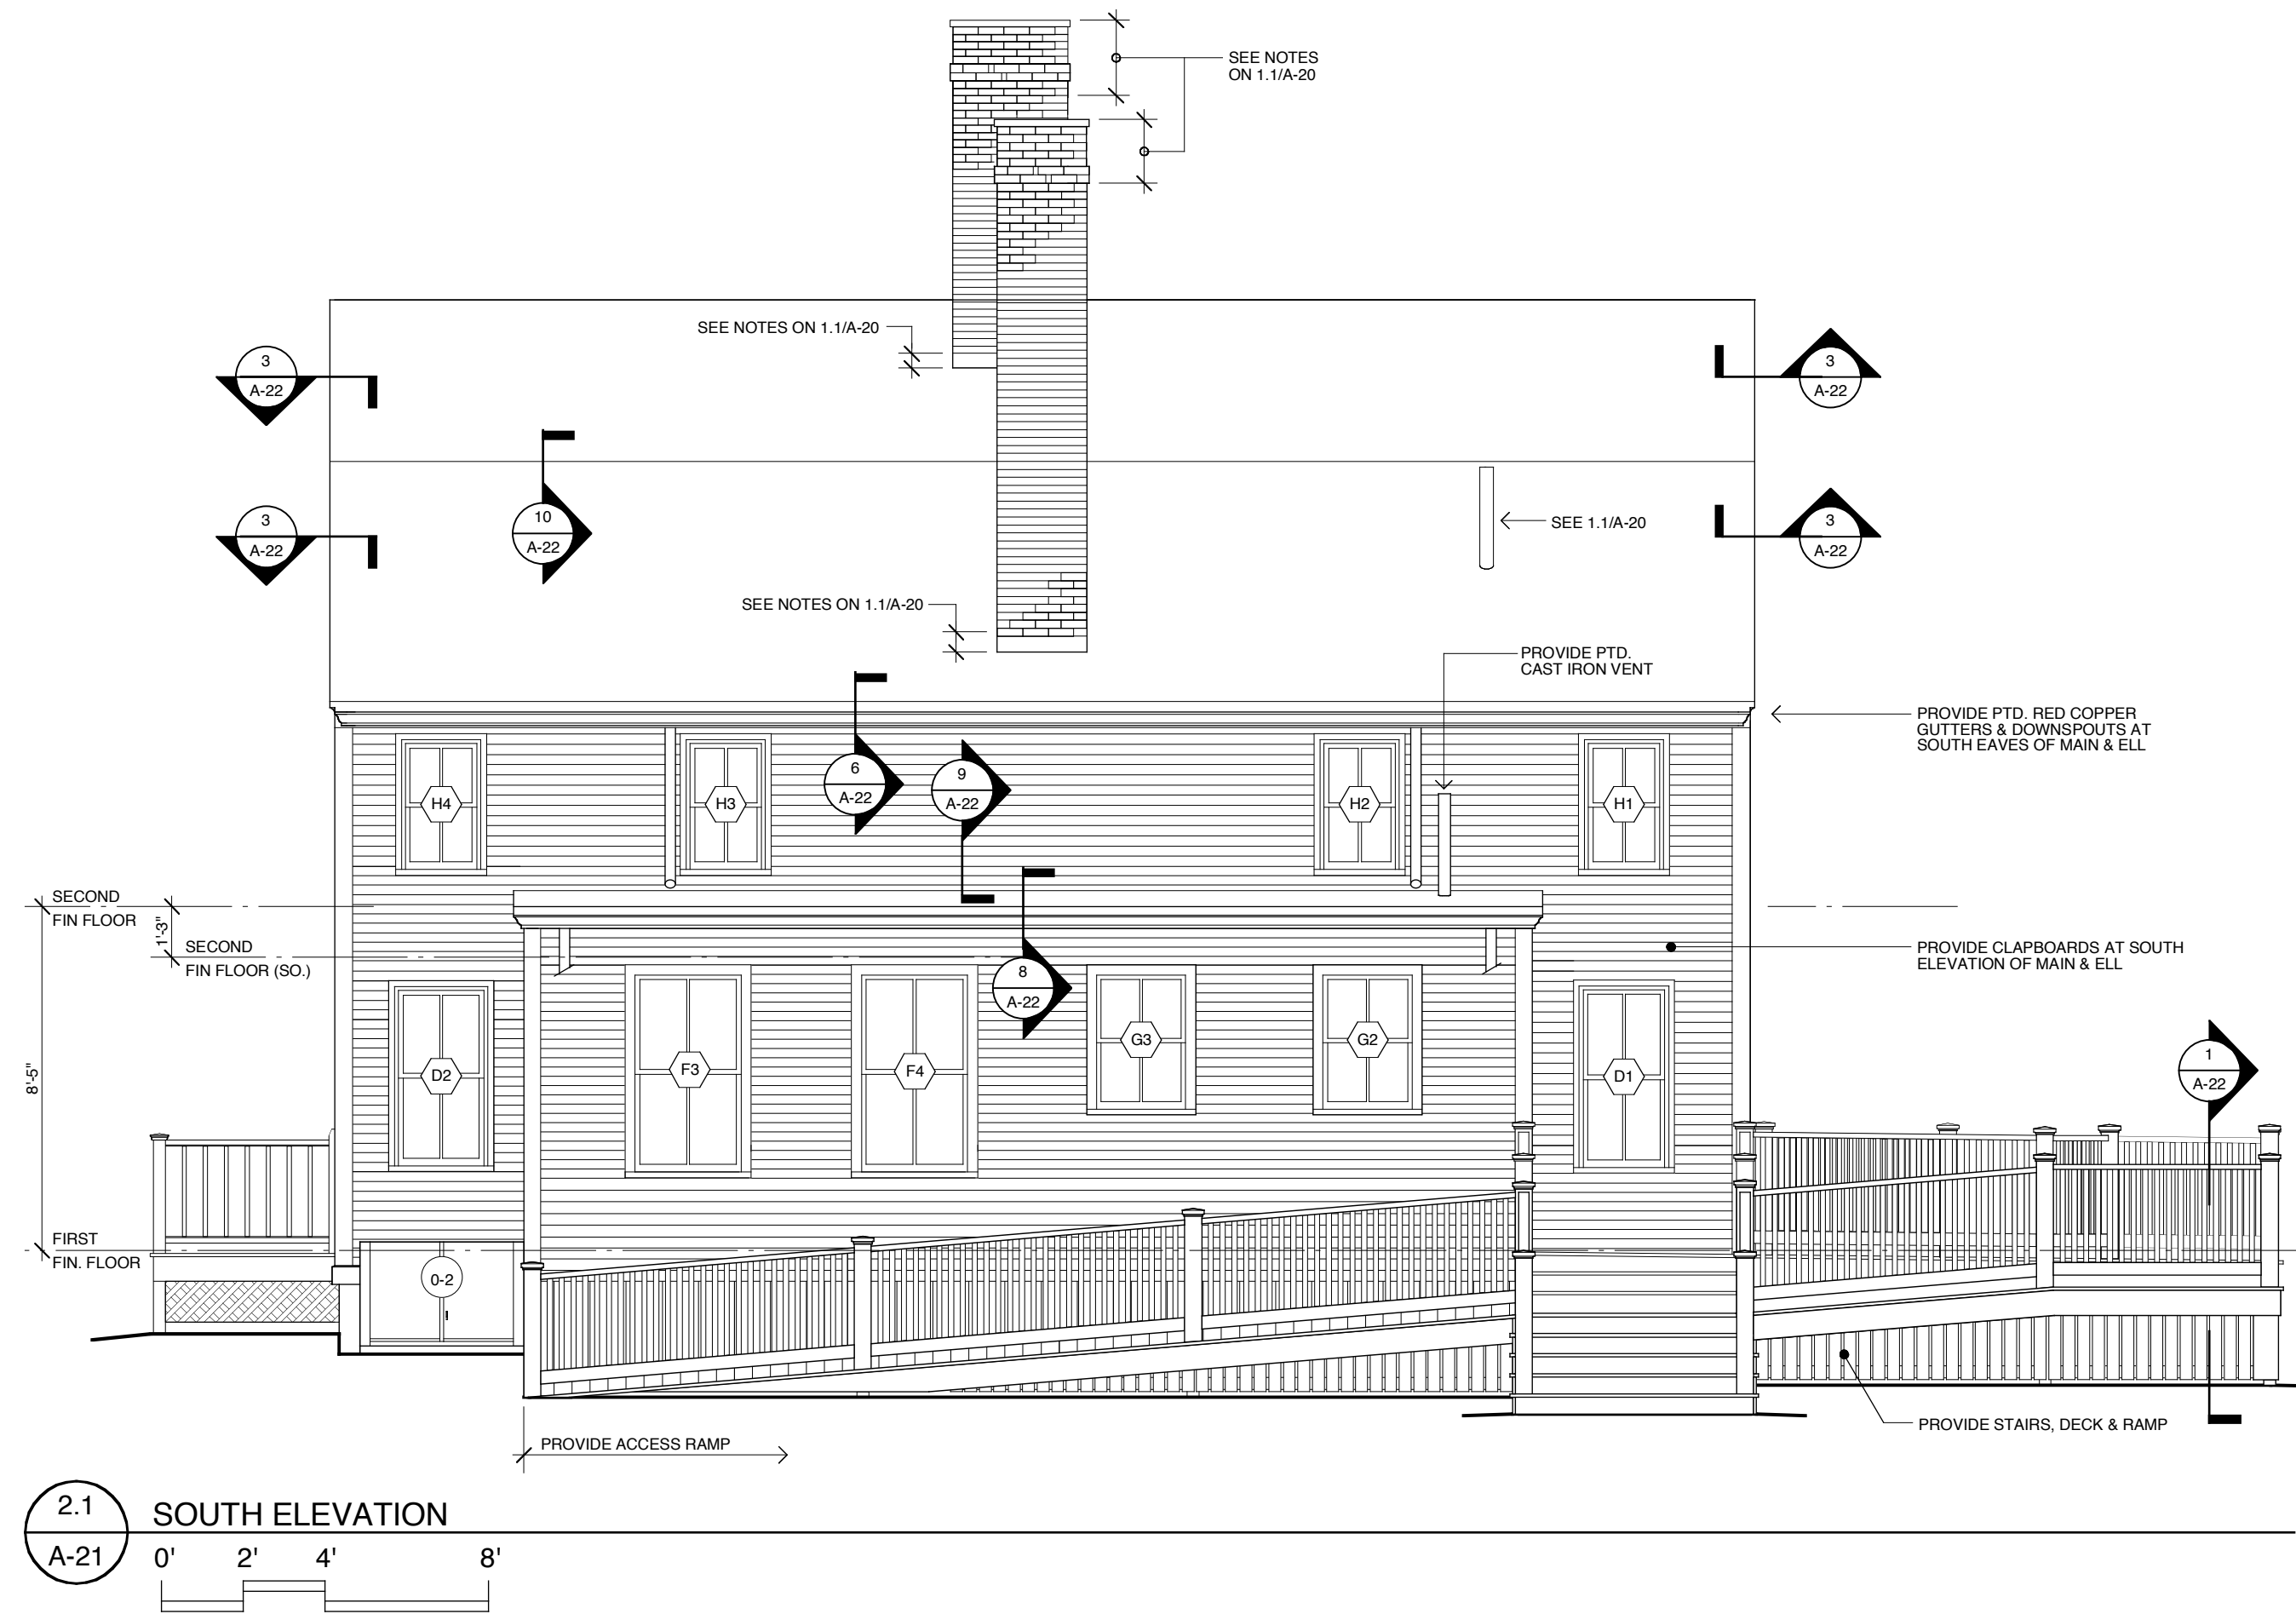 SEE NOTES
ON 1.1/A-20
SEE NOTES ON 1.1/A-20
3
A-22
3
A-22
10
A-22
3
A-22
3
A-22
SEE 1.1/A-20
SEE NOTES ON 1.1/A-20
PROVIDE PTD.
CAST IRON VENT
PROVIDE PTD. RED COPPER
GUTTERS & DOWNSPOUTS AT
SOUTH EAVES OF MAIN & ELL
6
A-22
9
A-22
H4
H3
H2
H1
SECOND
FIN FLOOR
1'-3"
SECOND
FIN FLOOR (SO.)
8
A-22
PROVIDE CLAPBOARDS AT SOUTH
ELEVATION OF MAIN & ELL
D2
F3
F4
G3
G2
D1
8'-5"
1
A-22
FIRST
FIN. FLOOR
0-2
PROVIDE STAIRS, DECK & RAMP
PROVIDE ACCESS RAMP
2.1
A-21
SOUTH ELEVATION
0' 2' 4' 8'